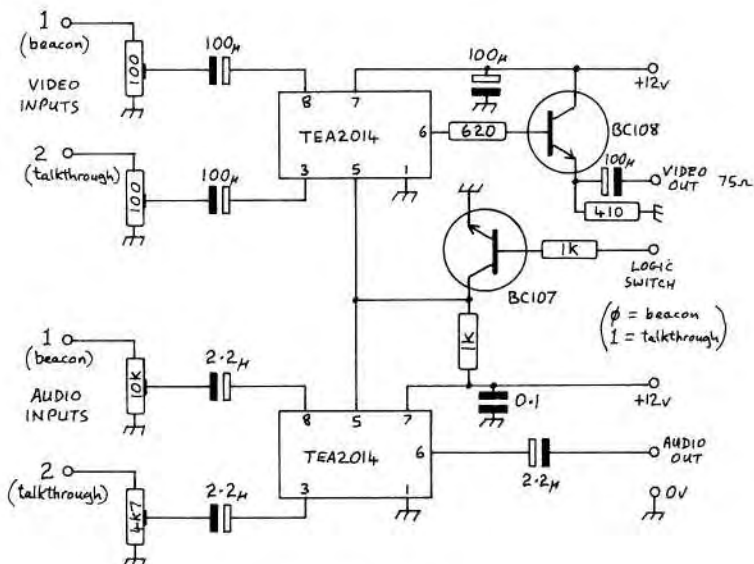 1
(beacon)
VIDEO
INPUTS
100
100μ
8
7
TEA2014
6
3
5
1
2
(talkthrough)
100
100μ
620
100μ
+12v
BC108
100μ
VIDEO
OUT
75Ω
410
1K
LOGIC
SWITCH
BC107
(ϕ = beacon
1 = talkthrough)
1K
1
(beacon)
AUDIO
INPUTS
10K
2.2μ
8
5
7
TEA2014
6
3
1
0.1
+12v
AUDIO
OUT
2.2μ
0V
2
(talkthrough)
4K7
2.2μ